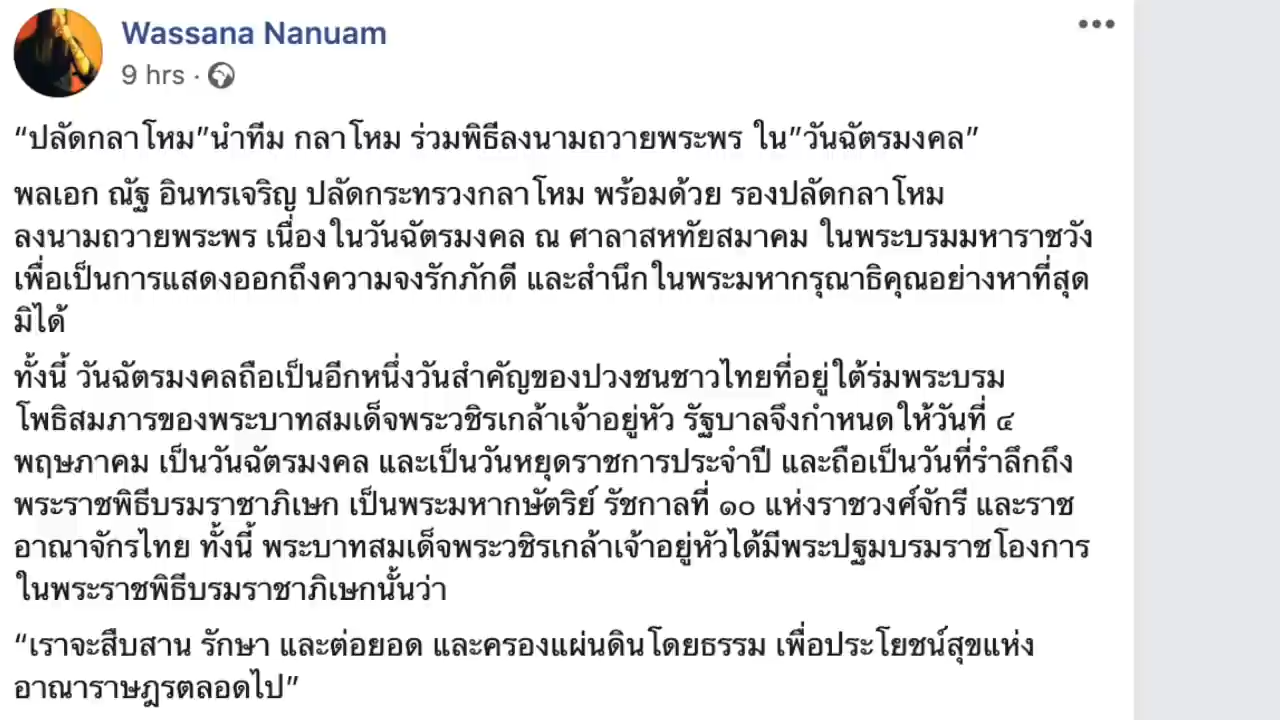 Wassana Nanuam
9 hrs ·
“ปลัดกลาโหม”นำทีม กลาโหม ร่วมพิธีลงนามถวายพระพร ใน”วันฉัตรมงคล”
พลเอก ณัฐ อินทรเจริญ ปลัดกระทรวงกลาโหม พร้อมด้วย รองปลัดกลาโหม
ลงนามถวายพระพร เนื่องในวันฉัตรมงคล ณ ศาลาสหทัยสมาคม ในพระบรมมหาราชวัง
เพื่อเป็นการแสดงออกถึงความจงรักภักดี และสำนึกในพระมหากรุณาธิคุณอย่างหาที่สุด
มิได้
ทั้งนี้ วันฉัตรมงคลถือเป็นอีกหนึ่งวันสำคัญของปวงชนชาวไทยที่อยู่ใต้ร่มพระบรม
โพธิสมภารของพระบาทสมเด็จพระวชิรเกล้าเจ้าอยู่หัว รัฐบาลจึงกำหนดให้วันที่ ๔
พฤษภาคม เป็นวันฉัตรมงคล และเป็นวันหยุดราชการประจำปี และถือเป็นวันที่รำลึกถึง
พระราชพิธีบรมราชาภิเษก เป็นพระมหากษัตริย์ รัชกาลที่ ๑๐ แห่งราชวงศ์จักรี และราช
อาณาจักรไทย ทั้งนี้ พระบาทสมเด็จพระวชิรเกล้าเจ้าอยู่หัวได้มีพระปฐมบรมราชโองการ
ในพระราชพิธีบรมราชาภิเษกนั้นว่า
“เราจะสืบสาน รักษา และต่อยอด และครองแผ่นดินโดยธรรม เพื่อประโยชน์สุขแห่ง
อาณาราษฎรตลอดไป”